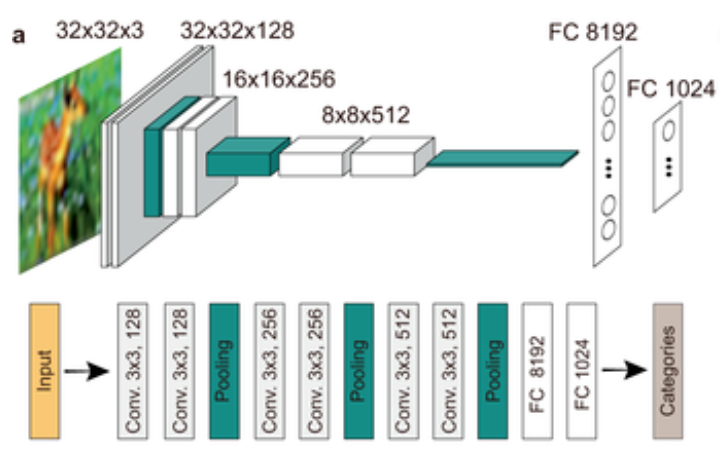 a
32x32x3
32x32x128
16x16x256
8x8x512
FC 8192
FC 1024
Input
Conv. 3x3, 128
Conv. 3x3, 128
Pooling
Conv. 3x3, 256
Conv. 3x3, 256
Pooling
Conv. 3x3, 512
Conv. 3x3, 512
Pooling
FC 8192
FC 1024
Categories